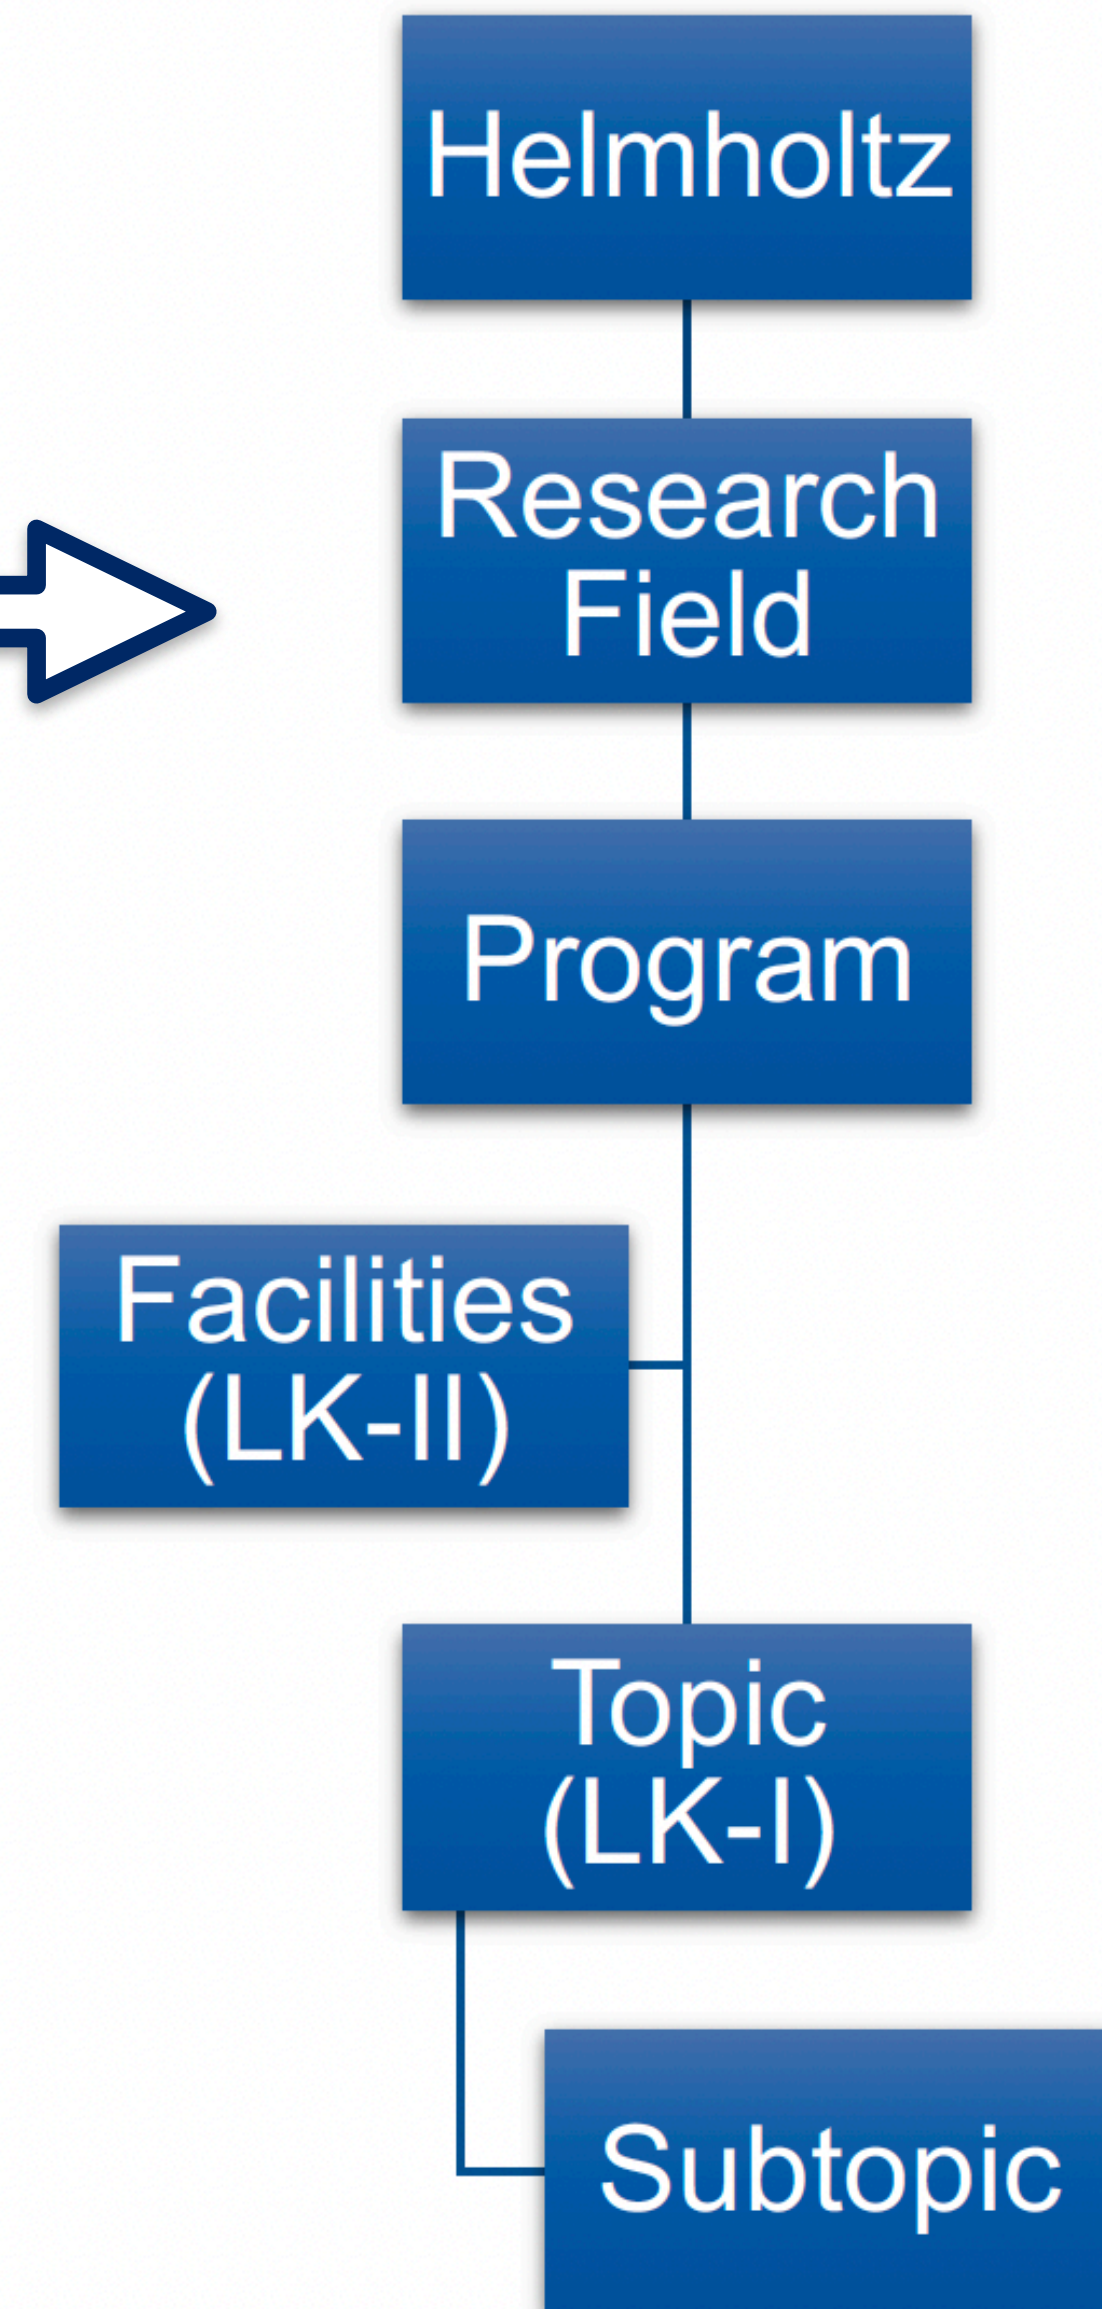 Helmholtz
Research
Field
Program
Facilities
(LK-II)
Topic
(LK-I)
Subtopic